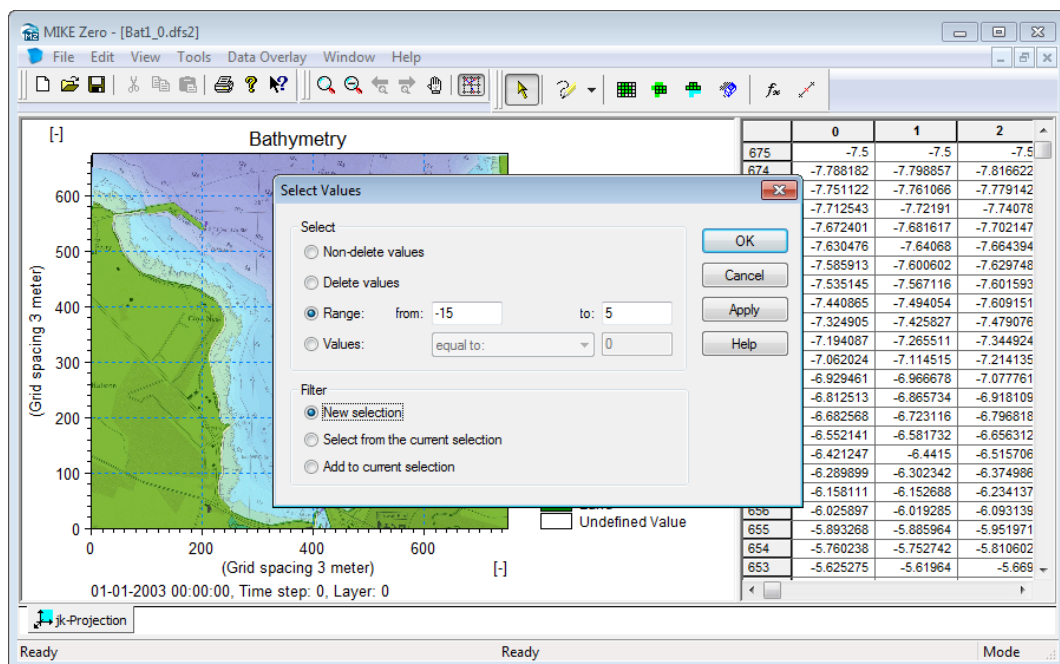 MIKE Zero - [Bat1_0.dfs2]
File Edit View Tools Data Overlay Window Help
[-]
Bathymetry
(Grid spacing 3 meter)
600
500
400
300
200
100
0
0 200 400 600
(Grid spacing 3 meter) [-]
01-01-2003 00:00:00, Time step: 0, Layer: 0
Undefined Value
Select Values
Select
Non-delete values
Delete values
Range: from: -15 to: 5
Values: equal to: 0
Filter
New selection
Select from the current selection
Add to current selection
OK
Cancel
Apply
Help
0 1 2
675 -7.5 -7.5 -7.5
674 -7.788182 -7.798857 -7.816622
-7.751122 -7.761066 -7.779142
-7.712543 -7.72191 -7.74078
-7.672401 -7.681617 -7.702147
-7.630476 -7.64068 -7.664394
-7.585913 -7.600602 -7.629748
-7.535145 -7.567116 -7.601593
-7.440865 -7.494054 -7.609151
-7.324905 -7.425827 -7.479076
-7.194087 -7.265511 -7.344924
-7.062024 -7.114515 -7.214135
-6.929461 -6.966678 -7.077761
-6.812513 -6.865734 -6.918109
-6.682568 -6.723116 -6.796818
-6.552141 -6.581732 -6.656312
-6.421247 -6.4415 -6.515706
-6.289899 -6.302342 -6.374986
-6.158111 -6.152688 -6.234137
656 -6.025897 -6.019285 -6.093139
655 -5.893268 -5.885964 -5.951971
654 -5.760238 -5.752742 -5.810602
653 -5.625275 -5.61964 -5.669
jk-Projection
Ready Ready Mode